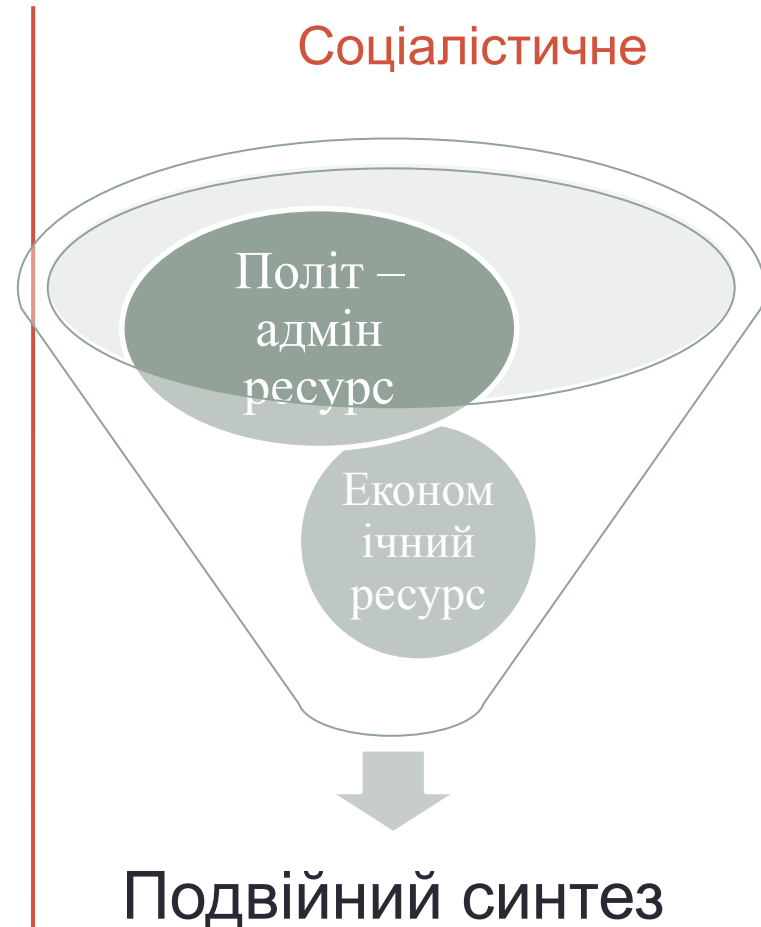 Соціалістичне
Політ –
адмін
ресурс
Економ
ічний
ресурс
Подвійний синтез